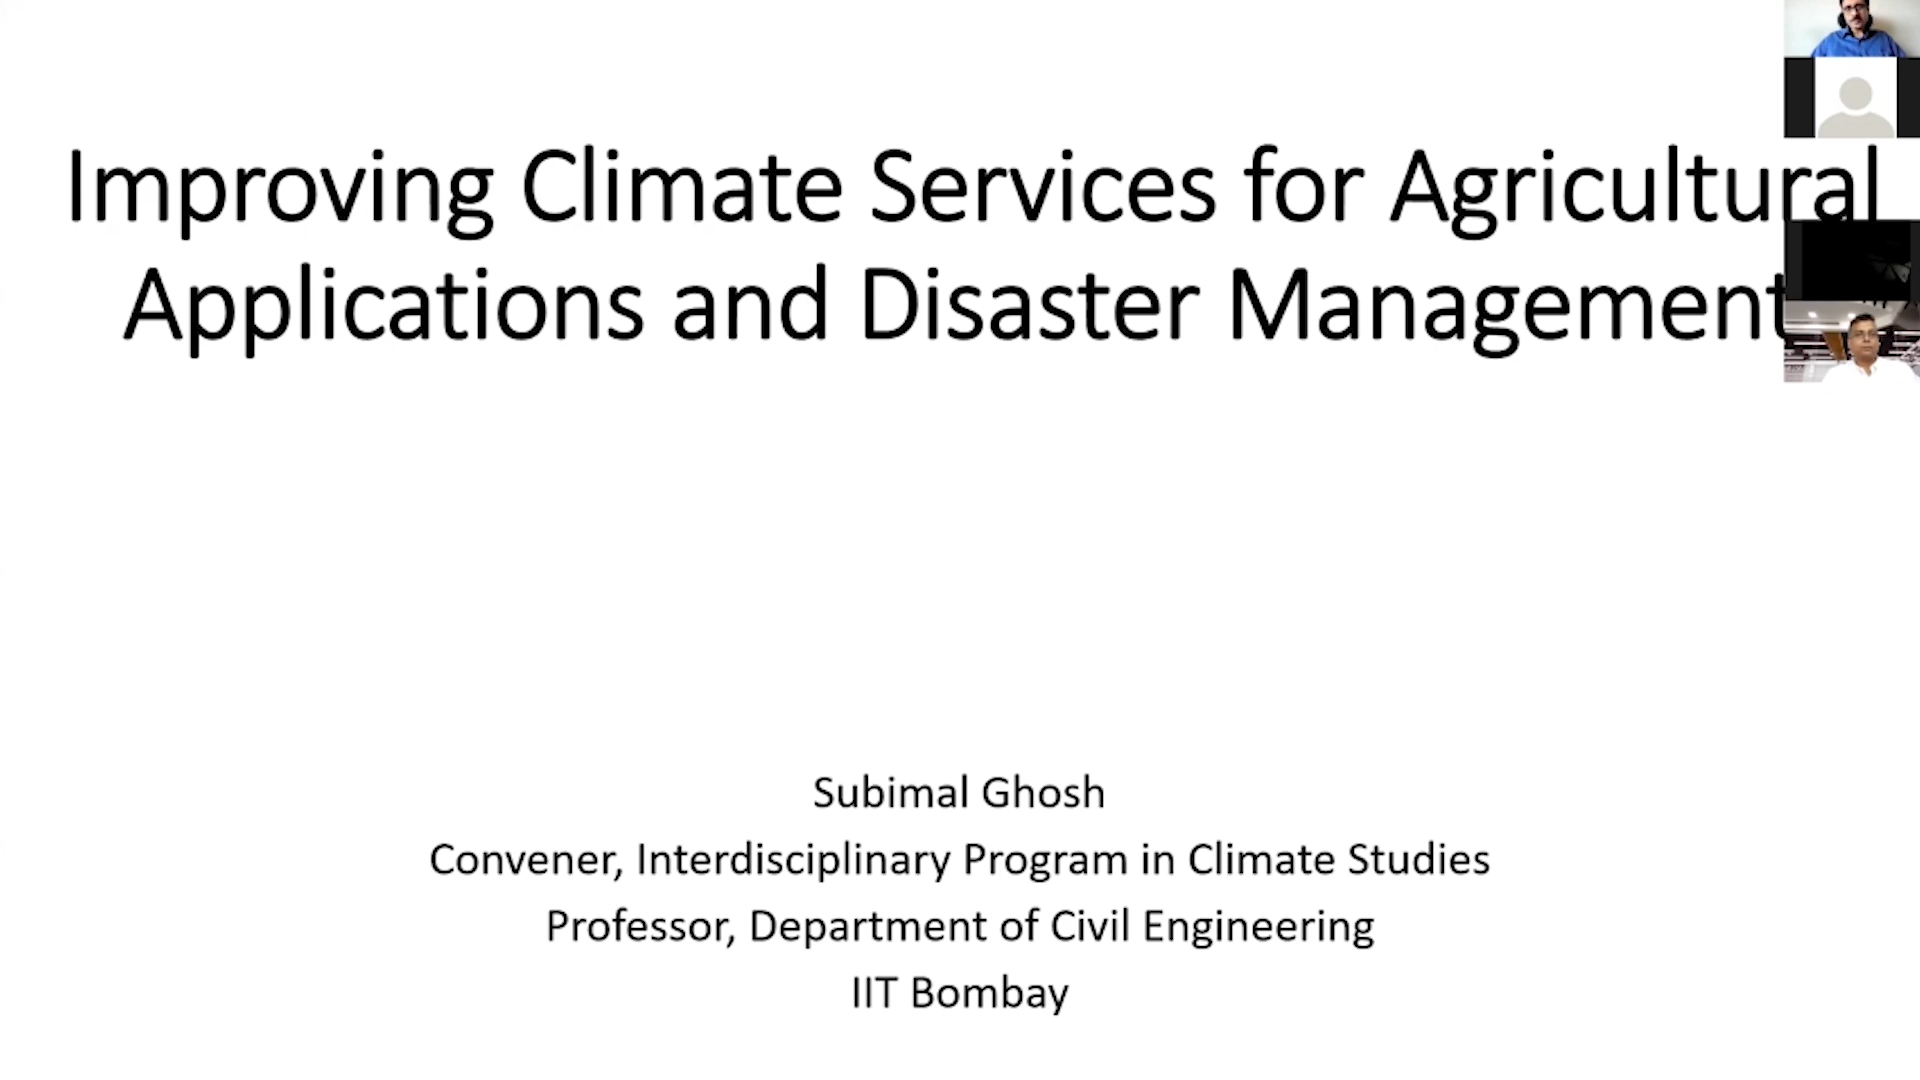 Improving Climate Services for Agricultural
Applications and Disaster Management
Subimal Ghosh
Convener, Interdisciplinary Program in Climate Studies
Professor, Department of Civil Engineering
IIT Bombay